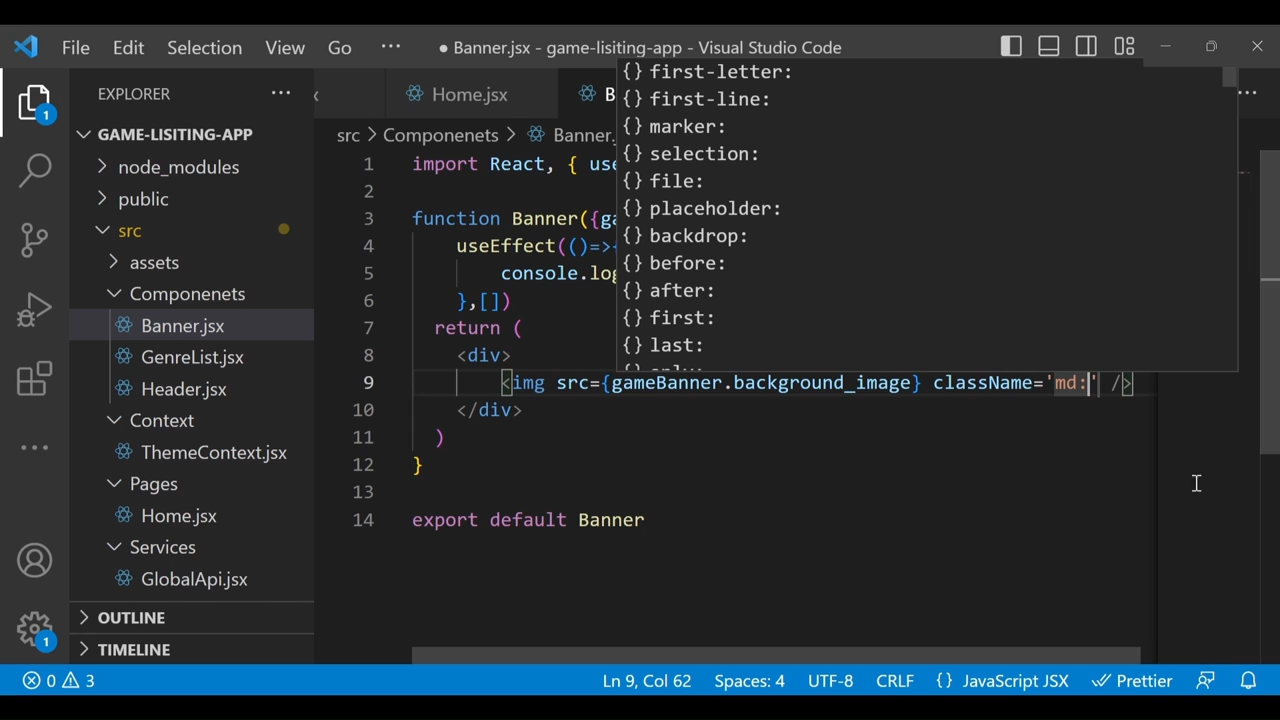 File Edit Selection View Go ··· ● Banner.jsx - game-lisiting-app - Visual Studio Code
EXPLORER ···
1
GAME-LISITING-APP
node_modules
public
src
assets
Componenets
Banner.jsx
GenreList.jsx
Header.jsx
Context
ThemeContext.jsx
Pages
Home.jsx
Services
GlobalApi.jsx
OUTLINE
TIMELINE
1
x Home.jsx B ···
src > Componenets > Banner.
1 import React, { use
2
3 function Banner({ga
4 useEffect(()=>{
5 console.log
6 },[])
7 return (
8 <div>
9 <img src={gameBanner.background_image} className='md:' />
10 </div>
11 )
12 }
13
14 export default Banner
{} first-letter:
{} first-line:
{} marker:
{} selection:
{} file:
{} placeholder:
{} backdrop:
{} before:
{} after:
{} first:
{} last:
0 3 Ln 9, Col 62 Spaces: 4 UTF-8 CRLF {} JavaScript JSX Prettier